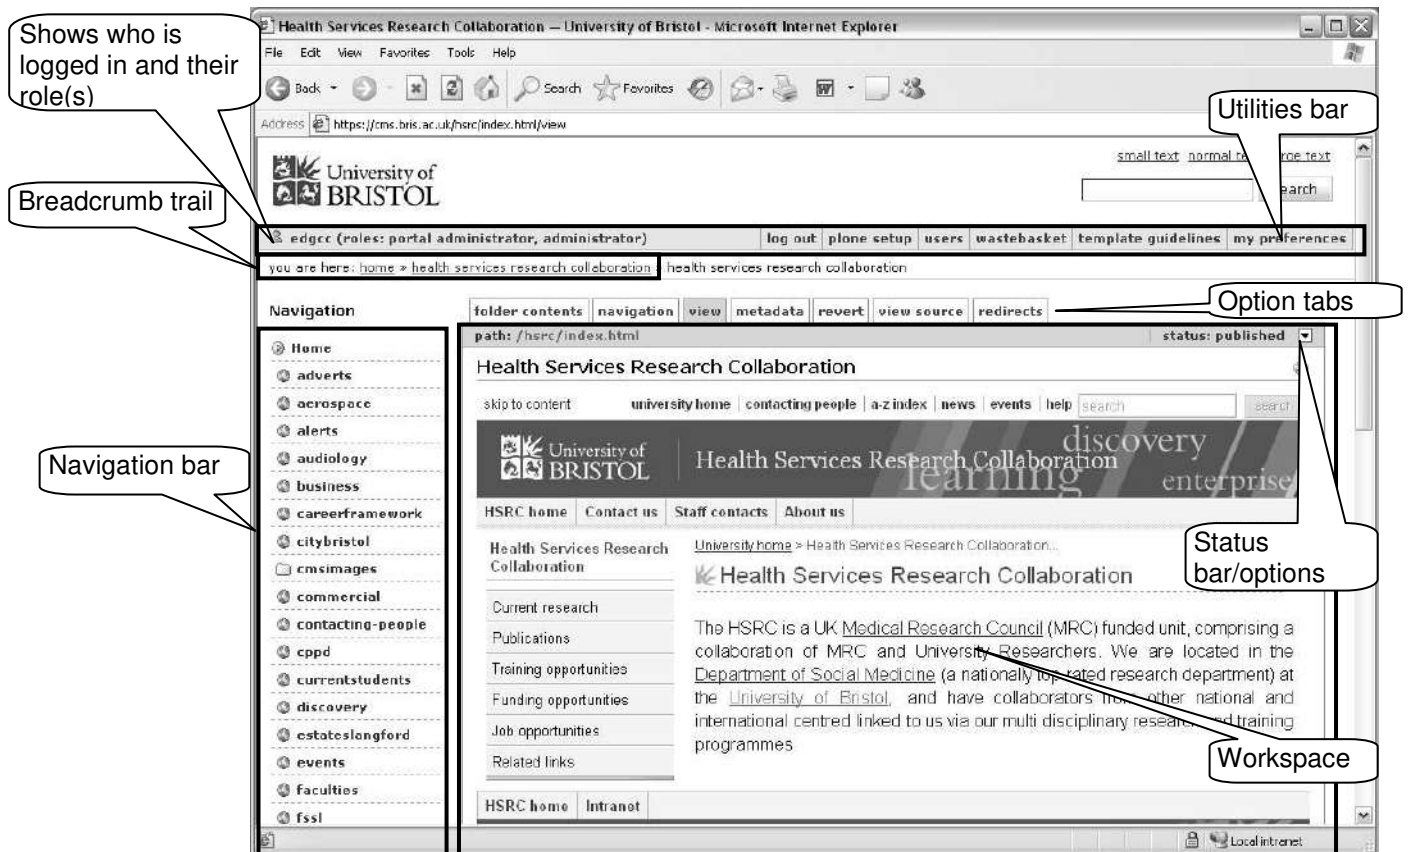 Health Services Research Collaboration — University of Bristol - Microsoft Internet Explorer
Shows who is
logged in and their
role(s)
File Edit View Favorites Tools Help
Back Search Favorites
Address https://cms.bris.ac.uk/hsrc/index.html/view
Utilities bar
small text normal text large text
University of
BRISTOL
search
Breadcrumb trail
edgcc (roles: portal administrator, administrator) log out plone setup users wastebasket template guidelines my preferences
you are here: home » health services research collaboration » health services research collaboration
Option tabs
Navigation
folder contents navigation view metadata revert view source redirects
path: /hsrc/index.html status: published
Home
adverts
aerospace
alerts
audiology
business
careerframework
citybristol
cmsimages
commercial
contacting-people
cppd
currentstudents
discovery
estateslangford
events
faculties
fssl
Navigation bar
Health Services Research Collaboration
skip to content university home contacting people a-z index news events help search search
University of
BRISTOL
Health Services Research Collaboration
discovery
learning
enterprise
HSRC home Contact us Staff contacts About us
Health Services Research
Collaboration
Current research
Publications
Training opportunities
Funding opportunities
Job opportunities
Related links
University home > Health Services Research Collaboration...
Health Services Research Collaboration
Status
bar/options
The HSRC is a UK Medical Research Council (MRC) funded unit, comprising a
collaboration of MRC and University Researchers. We are located in the
Department of Social Medicine (a nationally top rated research department) at
the University of Bristol, and have collaborators from other national and
international centred linked to us via our multi disciplinary research and training
programmes
Workspace
HSRC home Intranet
Local intranet